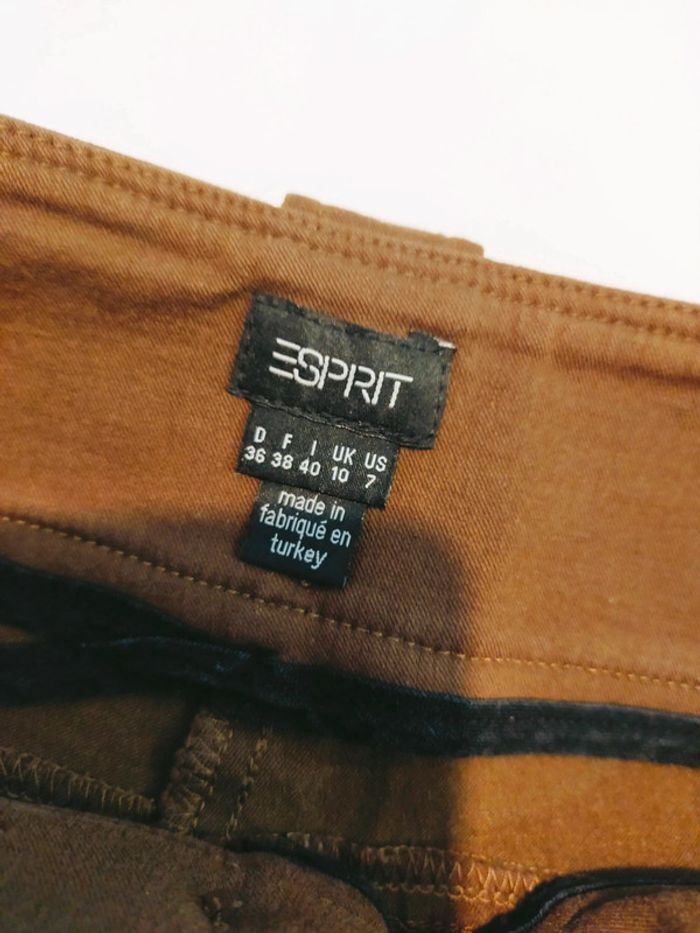 ESPRIT
D F I UK US
36 38 40 10 7
made in
fabriqué en
turkey